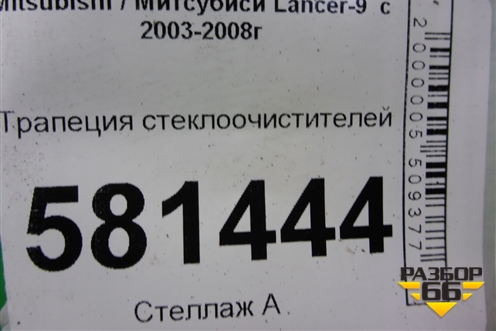 Mitsubishi / Митсубиси Lancer-9 с
2003-2008г
Трапеция стеклоочистителей
581444
Стеллаж А
2000005509377
РАЗБОР
66